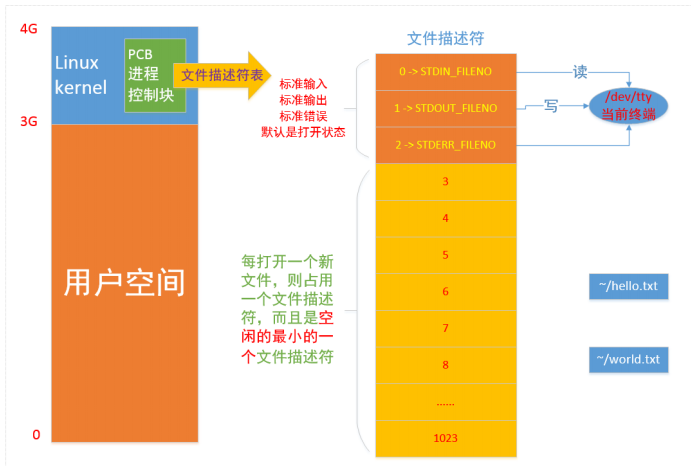 4G
Linux
kernel
PCB
进程
控制块
文件描述符表
3G
用户空间
0
文件描述符
标准输入
标准输出
标准错误
默认是打开状态
0 -> STDIN_FILENO
1 -> STDOUT_FILENO
2 -> STDERR_FILENO
读
写
/dev/tty
当前终端
每打开一个新
文件，则占用
一个文件描述
符，而且是空
闲的最小的一
个文件描述符
3
4
5
6
7
8
......
1023
~/hello.txt
~/world.txt